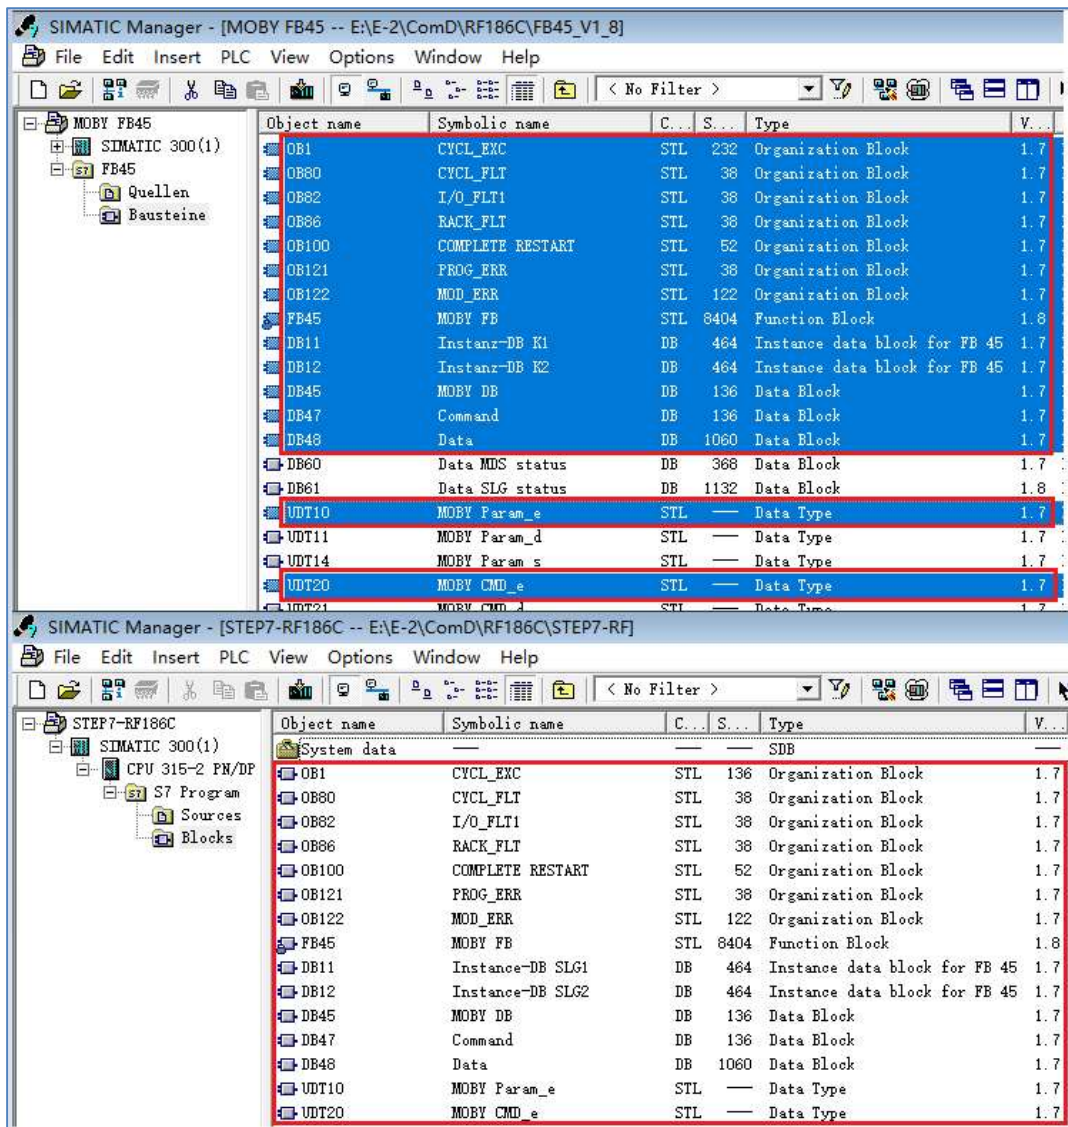 SIMATIC Manager - [MOBY FB45 -- E:\E-2\ComD\RF186C\FB45_V1_8]
File Edit Insert PLC View Options Window Help
< No Filter >
MOBY FB45
SIMATIC 300(1)
FB45
Quellen
Bausteine
Object name Symbolic name C... S... Type V...
OB1 CYCL_EXC STL 232 Organization Block 1.7
OB80 CYCL_FLT STL 38 Organization Block 1.7
OB82 I/O_FLT1 STL 38 Organization Block 1.7
OB86 RACK_FLT STL 38 Organization Block 1.7
OB100 COMPLETE RESTART STL 52 Organization Block 1.7
OB121 PROG_ERR STL 38 Organization Block 1.7
OB122 MOD_ERR STL 122 Organization Block 1.7
FB45 MOBY FB STL 8404 Function Block 1.8
DB11 Instanz-DB K1 DB 464 Instance data block for FB 45 1.7
DB12 Instanz-DB K2 DB 464 Instance data block for FB 45 1.7
DB45 MOBY DB DB 136 Data Block 1.7
DB47 Command DB 136 Data Block 1.7
DB48 Data DB 1060 Data Block 1.7
DB60 Data MDS status DB 368 Data Block 1.7
DB61 Data SLG status DB 1132 Data Block 1.8
UDT10 MOBY Param_e STL — Data Type 1.7
UDT11 MOBY Param_d STL — Data Type 1.7
UDT14 MOBY Param s STL — Data Type 1.7
UDT20 MOBY CMD_e STL — Data Type 1.7
UDT21 MOBY CMD_d STL — Data Type 1.7
SIMATIC Manager - [STEP7-RF186C -- E:\E-2\ComD\RF186C\STEP7-RF]
File Edit Insert PLC View Options Window Help
< No Filter >
STEP7-RF186C
SIMATIC 300(1)
CPU 315-2 PN/DP
S7 Program
Sources
Blocks
Object name Symbolic name C... S... Type V...
System data — — — SDB —
OB1 CYCL_EXC STL 136 Organization Block 1.7
OB80 CYCL_FLT STL 38 Organization Block 1.7
OB82 I/O_FLT1 STL 38 Organization Block 1.7
OB86 RACK_FLT STL 38 Organization Block 1.7
OB100 COMPLETE RESTART STL 52 Organization Block 1.7
OB121 PROG_ERR STL 38 Organization Block 1.7
OB122 MOD_ERR STL 122 Organization Block 1.7
FB45 MOBY FB STL 8404 Function Block 1.8
DB11 Instance-DB SLG1 DB 464 Instance data block for FB 45 1.7
DB12 Instance-DB SLG2 DB 464 Instance data block for FB 45 1.7
DB45 MOBY DB DB 136 Data Block 1.7
DB47 Command DB 136 Data Block 1.7
DB48 Data DB 1060 Data Block 1.7
UDT10 MOBY Param_e STL — Data Type 1.7
UDT20 MOBY CMD_e STL — Data Type 1.7